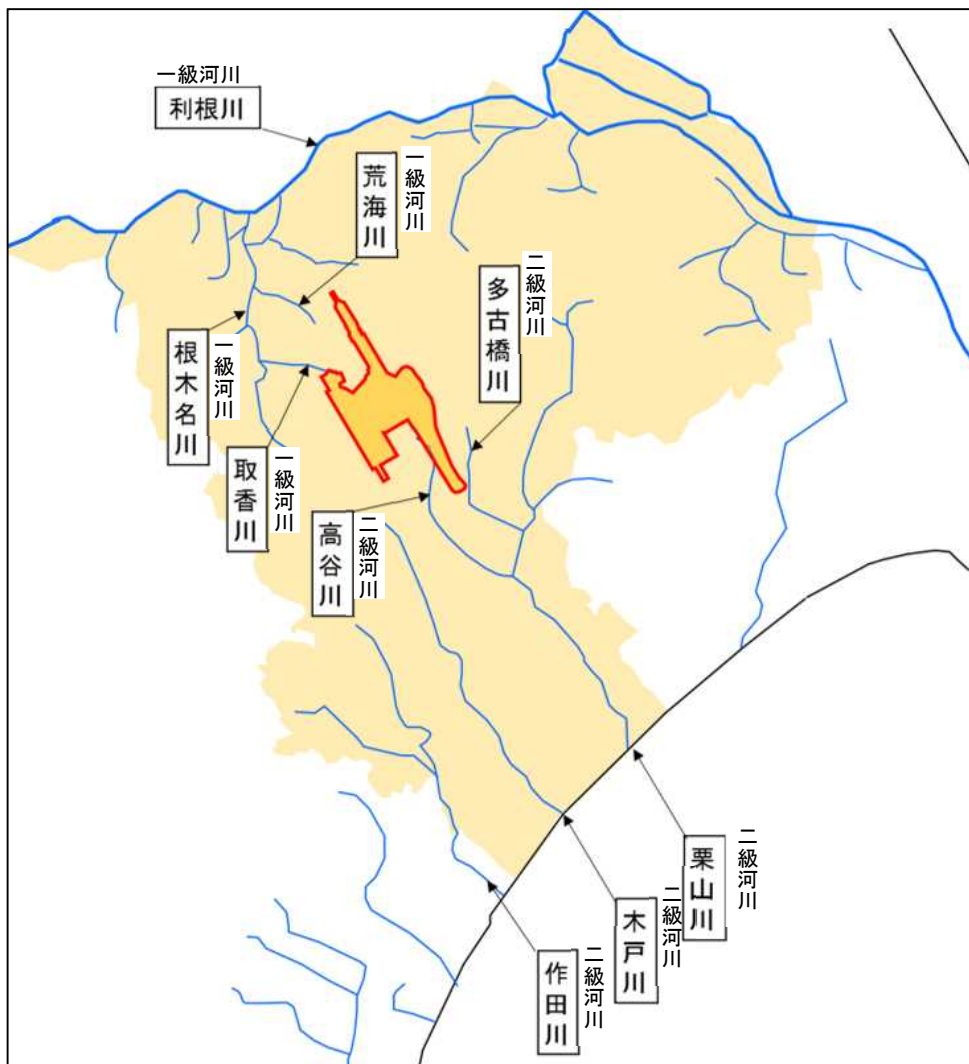 一級河川
利根川
荒海川
一級河川
多古橋川
二級河川
根木名川
一級河川
取香川
一級河川
高谷川
二級河川
栗山川
二級河川
木戸川
二級河川
作田川
二級河川